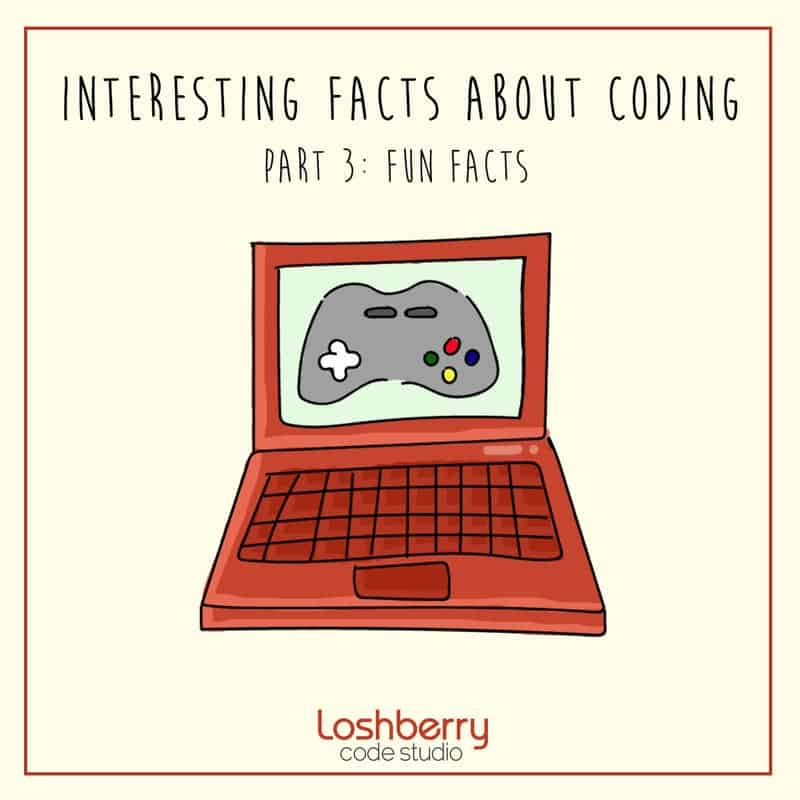 INTERESTING FACTS ABOUT CODING
PART 3: FUN FACTS
Loshberry
code studio